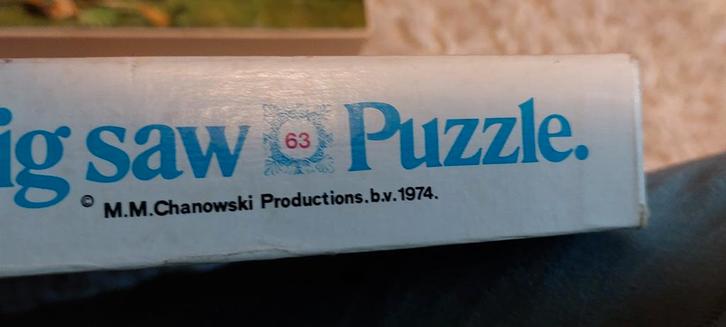 ig saw 63 Puzzle.
© M.M.Chanowski Productions.b.v.1974.